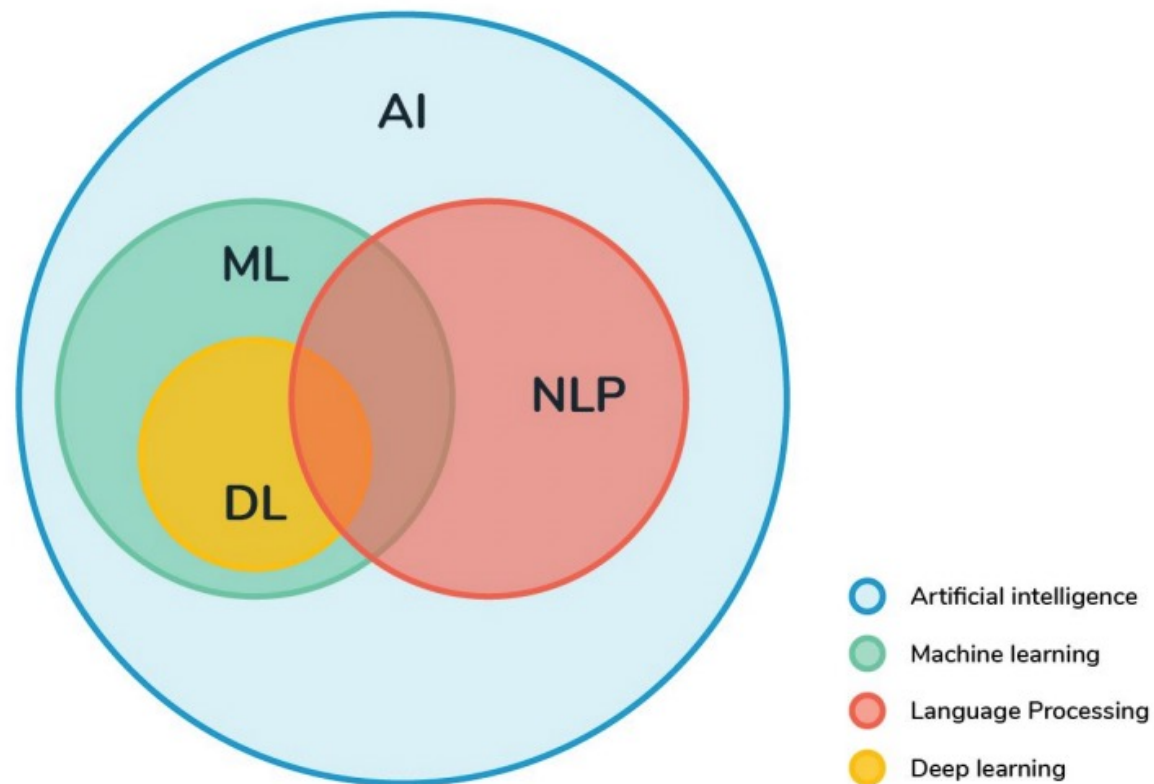 AI
ML
NLP
DL
Artificial intelligence
Machine learning
Language Processing
Deep learning